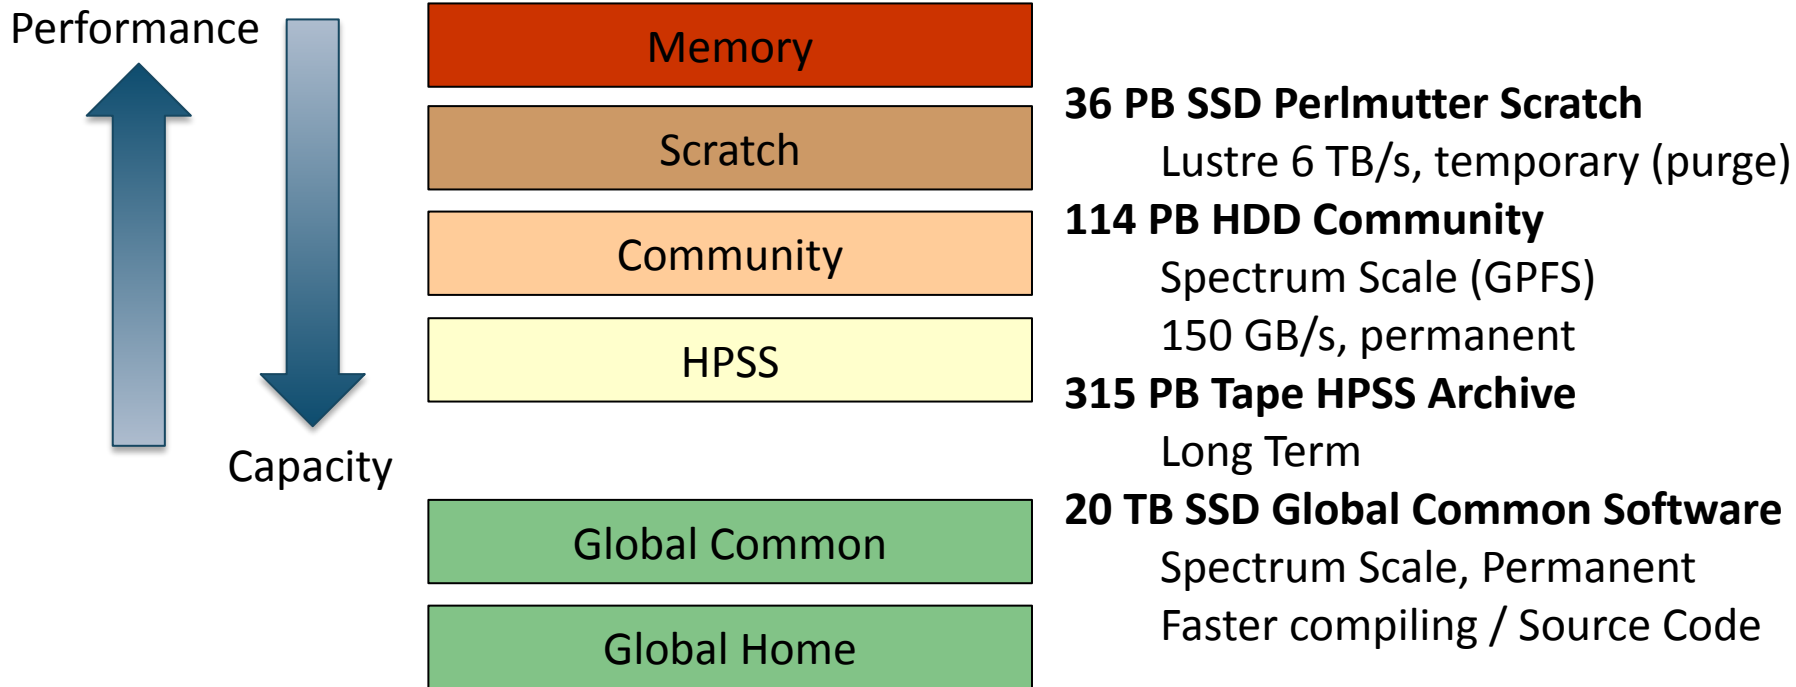 Performance
Capacity
Memory
Scratch
Community
HPSS
Global Common
Global Home
36 PB SSD Perlmutter Scratch
Lustre 6 TB/s, temporary (purge)
114 PB HDD Community
Spectrum Scale (GPFS)
150 GB/s, permanent
315 PB Tape HPSS Archive
Long Term
20 TB SSD Global Common Software
Spectrum Scale, Permanent
Faster compiling / Source Code